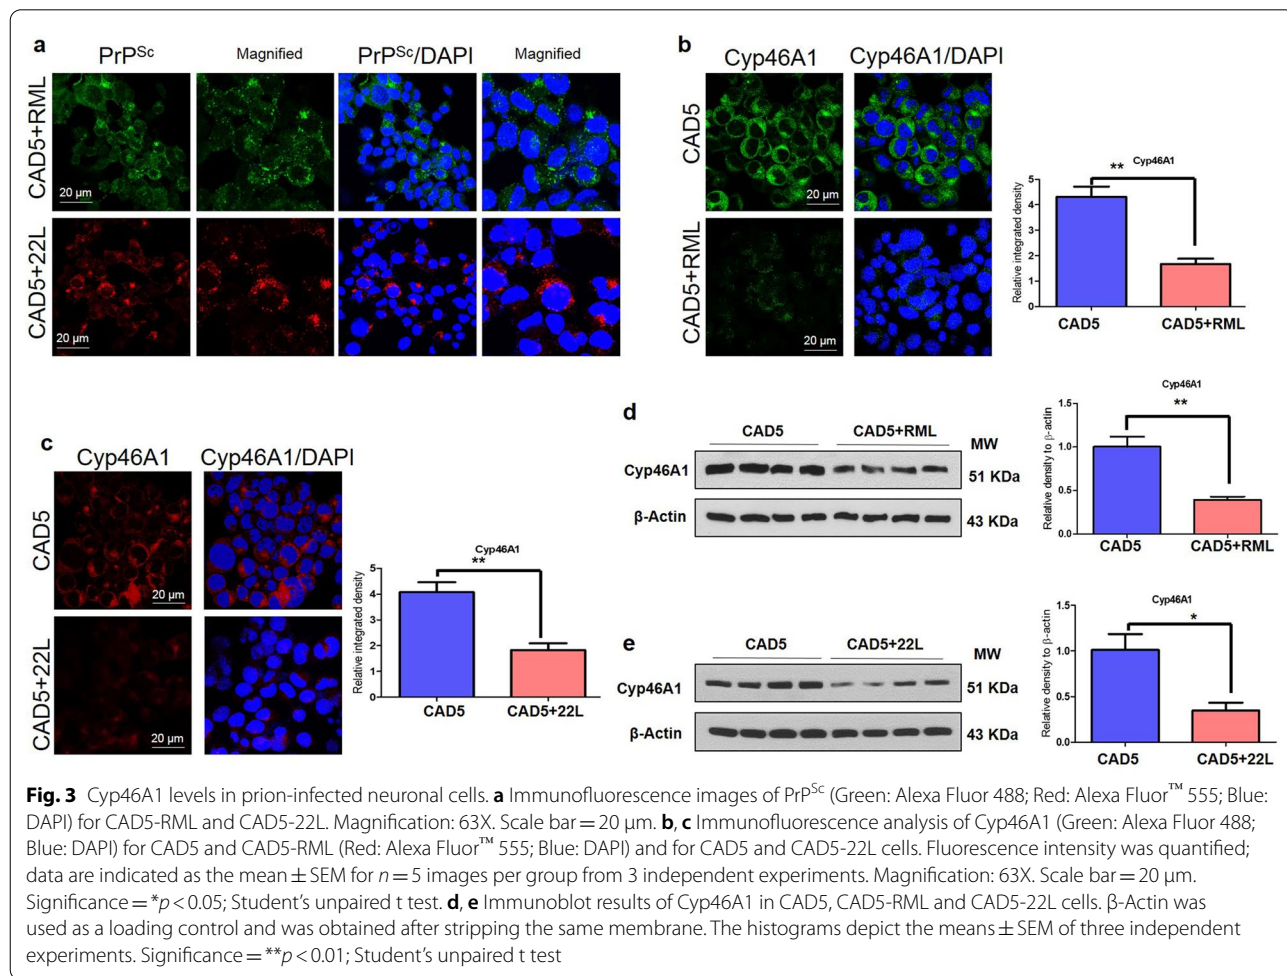 a
PrPSc
Magnified
PrPSc/DAPI
Magnified
CAD5+RML
20 µm
CAD5+22L
20 µm
b
Cyp46A1
Cyp46A1/DAPI
CAD5
20 µm
CAD5+RML
20 µm
Cyp46A1
**
Relative integrated density
5
4
3
2
1
0
CAD5
CAD5+RML
c
Cyp46A1
Cyp46A1/DAPI
CAD5
20 µm
CAD5+22L
20 µm
Cyp46A1
**
Relative integrated density
5
4
3
2
1
0
CAD5
CAD5+22L
d
CAD5
CAD5+RML
MW
Cyp46A1
51 KDa
β-Actin
43 KDa
Cyp46A1
**
Relative density to β-actin
1.5
1.0
0.5
0.0
CAD5
CAD5+RML
e
CAD5
CAD5+22L
MW
Cyp46A1
51 KDa
β-Actin
43 KDa
Cyp46A1
*
Relative density to β-actin
1.5
1.0
0.5
0.0
CAD5
CAD5+22L
Fig. 3 Cyp46A1 levels in prion-infected neuronal cells. a Immunofluorescence images of PrPSc (Green: Alexa Fluor 488; Red: Alexa Fluor™ 555; Blue:
DAPI) for CAD5-RML and CAD5-22L. Magnification: 63X. Scale bar = 20 µm. b, c Immunofluorescence analysis of Cyp46A1 (Green: Alexa Fluor 488;
Blue: DAPI) for CAD5 and CAD5-RML (Red: Alexa Fluor™ 555; Blue: DAPI) and for CAD5 and CAD5-22L cells. Fluorescence intensity was quantified;
data are indicated as the mean ± SEM for n = 5 images per group from 3 independent experiments. Magnification: 63X. Scale bar = 20 µm.
Significance = *p < 0.05; Student's unpaired t test. d, e Immunoblot results of Cyp46A1 in CAD5, CAD5-RML and CAD5-22L cells. β-Actin was
used as a loading control and was obtained after stripping the same membrane. The histograms depict the means ± SEM of three independent
experiments. Significance = **p < 0.01; Student's unpaired t test